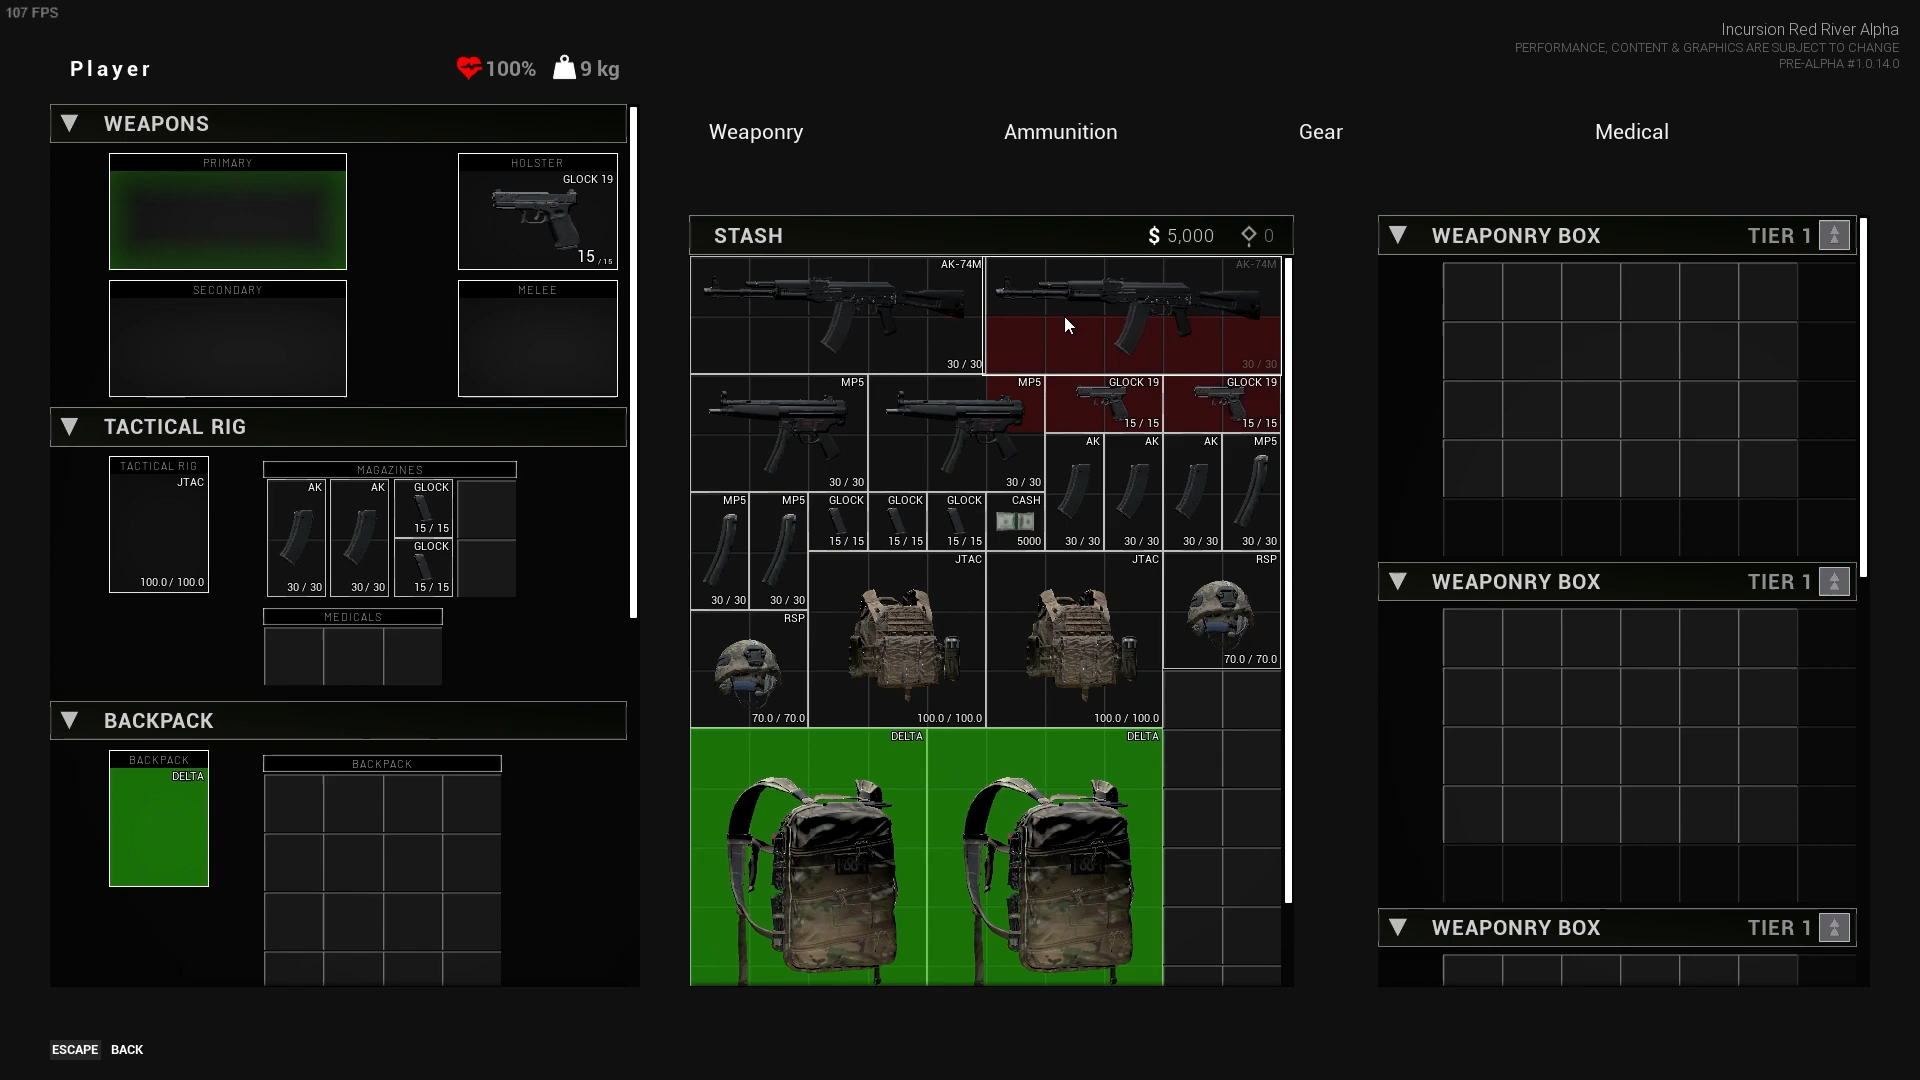 107 FPS
Incursion Red River Alpha
PERFORMANCE, CONTENT & GRAPHICS ARE SUBJECT TO CHANGE
PRE-ALPHA #1.0.14.0
Player
100%
9 kg
WEAPONS
PRIMARY
HOLSTER
GLOCK 19
15 / 15
SECONDARY
MELEE
TACTICAL RIG
TACTICAL RIG
JTAC
100.0 / 100.0
MAGAZINES
AK
AK
GLOCK
15 / 15
GLOCK
30 / 30
30 / 30
15 / 15
MEDICALS
BACKPACK
BACKPACK
DELTA
BACKPACK
Weaponry
Ammunition
Gear
Medical
STASH
$ 5,000
0
AK-74M
AK-74M
30 / 30
30 / 30
MP5
MP5
GLOCK 19
GLOCK 19
15 / 15
15 / 15
AK
AK
AK
MP5
30 / 30
30 / 30
MP5
MP5
GLOCK
GLOCK
GLOCK
CASH
15 / 15
15 / 15
15 / 15
5000
30 / 30
30 / 30
30 / 30
30 / 30
JTAC
JTAC
RSP
30 / 30
30 / 30
RSP
70.0 / 70.0
70.0 / 70.0
100.0 / 100.0
100.0 / 100.0
DELTA
DELTA
WEAPONRY BOX
TIER 1
WEAPONRY BOX
TIER 1
WEAPONRY BOX
TIER 1
ESCAPE
BACK